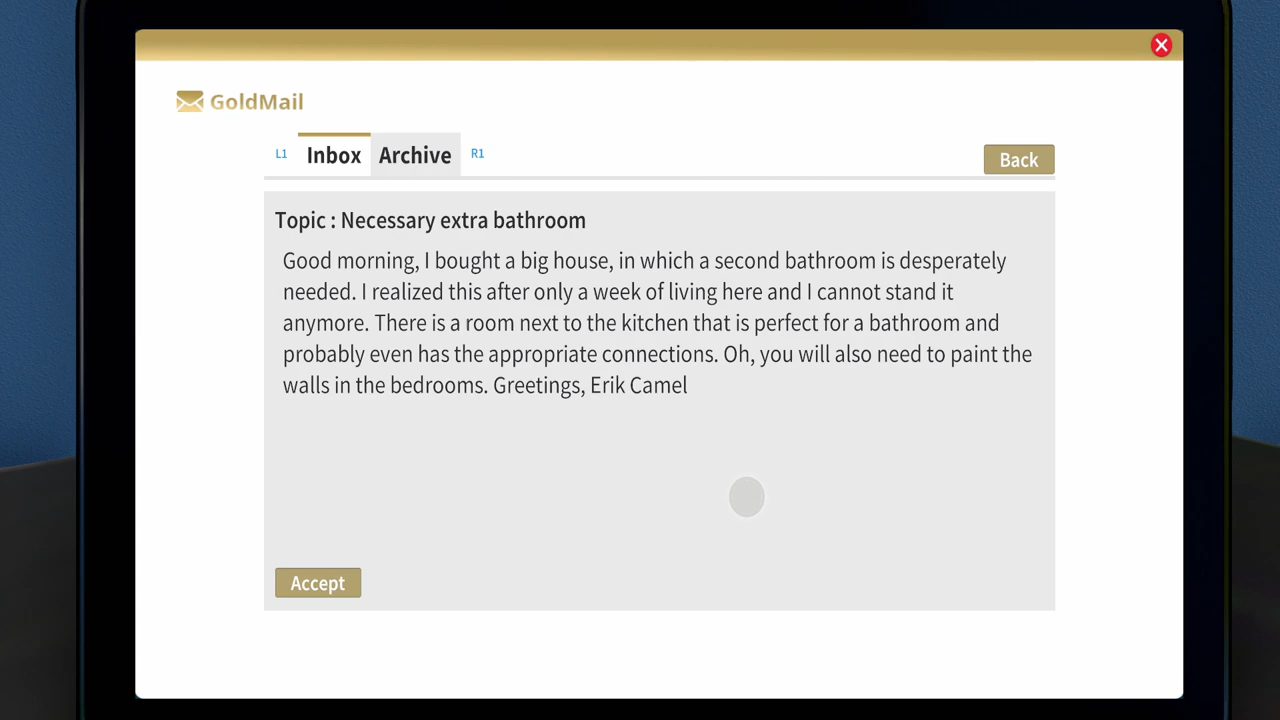 GoldMail
L1 Inbox Archive R1
Back
Topic : Necessary extra bathroom
Good morning, I bought a big house, in which a second bathroom is desperately
needed. I realized this after only a week of living here and I cannot stand it
anymore. There is a room next to the kitchen that is perfect for a bathroom and
probably even has the appropriate connections. Oh, you will also need to paint the
walls in the bedrooms. Greetings, Erik Camel
Accept